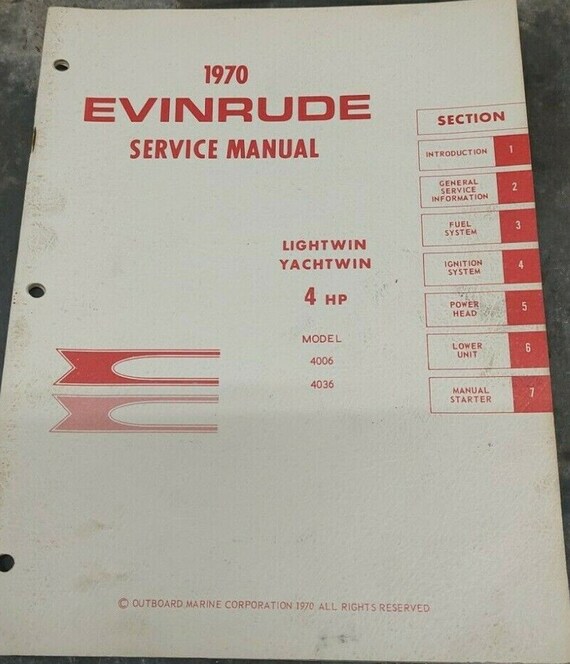 1970
EVINRUDE
SERVICE MANUAL
LIGHTWIN
YACHTWIN
4 HP
MODEL
4006
4036
SECTION
INTRODUCTION 1
GENERAL
SERVICE
INFORMATION 2
FUEL
SYSTEM 3
IGNITION
SYSTEM 4
POWER
HEAD 5
LOWER
UNIT 6
MANUAL
STARTER 7
© OUTBOARD MARINE CORPORATION 1970 ALL RIGHTS RESERVED